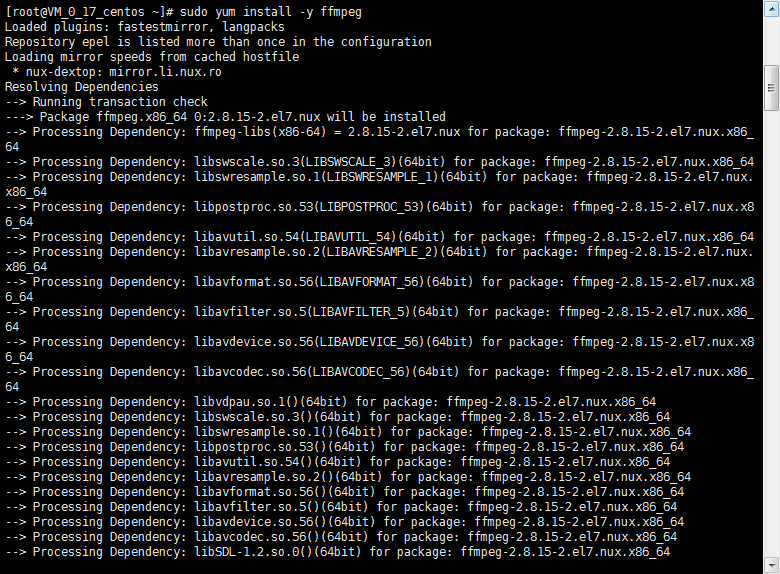 [root@VM_0_17_centos ~]# sudo yum install -y ffmpeg
Loaded plugins: fastestmirror, langpacks
Repository epel is listed more than once in the configuration
Loading mirror speeds from cached hostfile
 * nux-dextop: mirror.li.nux.ro
Resolving Dependencies
--> Running transaction check
---> Package ffmpeg.x86_64 0:2.8.15-2.el7.nux will be installed
--> Processing Dependency: ffmpeg-libs(x86-64) = 2.8.15-2.el7.nux for package: ffmpeg-2.8.15-2.el7.nux.x86_
64
--> Processing Dependency: libswscale.so.3(LIBSWSCALE_3)(64bit) for package: ffmpeg-2.8.15-2.el7.nux.x86_64
--> Processing Dependency: libswresample.so.1(LIBSWRESAMPLE_1)(64bit) for package: ffmpeg-2.8.15-2.el7.nux.
x86_64
--> Processing Dependency: libpostproc.so.53(LIBPOSTPROC_53)(64bit) for package: ffmpeg-2.8.15-2.el7.nux.x8
6_64
--> Processing Dependency: libavutil.so.54(LIBAVUTIL_54)(64bit) for package: ffmpeg-2.8.15-2.el7.nux.x86_64
--> Processing Dependency: libavresample.so.2(LIBAVRESAMPLE_2)(64bit) for package: ffmpeg-2.8.15-2.el7.nux.
x86_64
--> Processing Dependency: libavformat.so.56(LIBAVFORMAT_56)(64bit) for package: ffmpeg-2.8.15-2.el7.nux.x8
6_64
--> Processing Dependency: libavfilter.so.5(LIBAVFILTER_5)(64bit) for package: ffmpeg-2.8.15-2.el7.nux.x86_
64
--> Processing Dependency: libavdevice.so.56(LIBAVDEVICE_56)(64bit) for package: ffmpeg-2.8.15-2.el7.nux.x8
6_64
--> Processing Dependency: libavcodec.so.56(LIBAVCODEC_56)(64bit) for package: ffmpeg-2.8.15-2.el7.nux.x86_
64
--> Processing Dependency: libvdpau.so.1()(64bit) for package: ffmpeg-2.8.15-2.el7.nux.x86_64
--> Processing Dependency: libswscale.so.3()(64bit) for package: ffmpeg-2.8.15-2.el7.nux.x86_64
--> Processing Dependency: libswresample.so.1()(64bit) for package: ffmpeg-2.8.15-2.el7.nux.x86_64
--> Processing Dependency: libpostproc.so.53()(64bit) for package: ffmpeg-2.8.15-2.el7.nux.x86_64
--> Processing Dependency: libavutil.so.54()(64bit) for package: ffmpeg-2.8.15-2.el7.nux.x86_64
--> Processing Dependency: libavresample.so.2()(64bit) for package: ffmpeg-2.8.15-2.el7.nux.x86_64
--> Processing Dependency: libavformat.so.56()(64bit) for package: ffmpeg-2.8.15-2.el7.nux.x86_64
--> Processing Dependency: libavfilter.so.5()(64bit) for package: ffmpeg-2.8.15-2.el7.nux.x86_64
--> Processing Dependency: libavdevice.so.56()(64bit) for package: ffmpeg-2.8.15-2.el7.nux.x86_64
--> Processing Dependency: libavcodec.so.56()(64bit) for package: ffmpeg-2.8.15-2.el7.nux.x86_64
--> Processing Dependency: libSDL-1.2.so.0()(64bit) for package: ffmpeg-2.8.15-2.el7.nux.x86_64